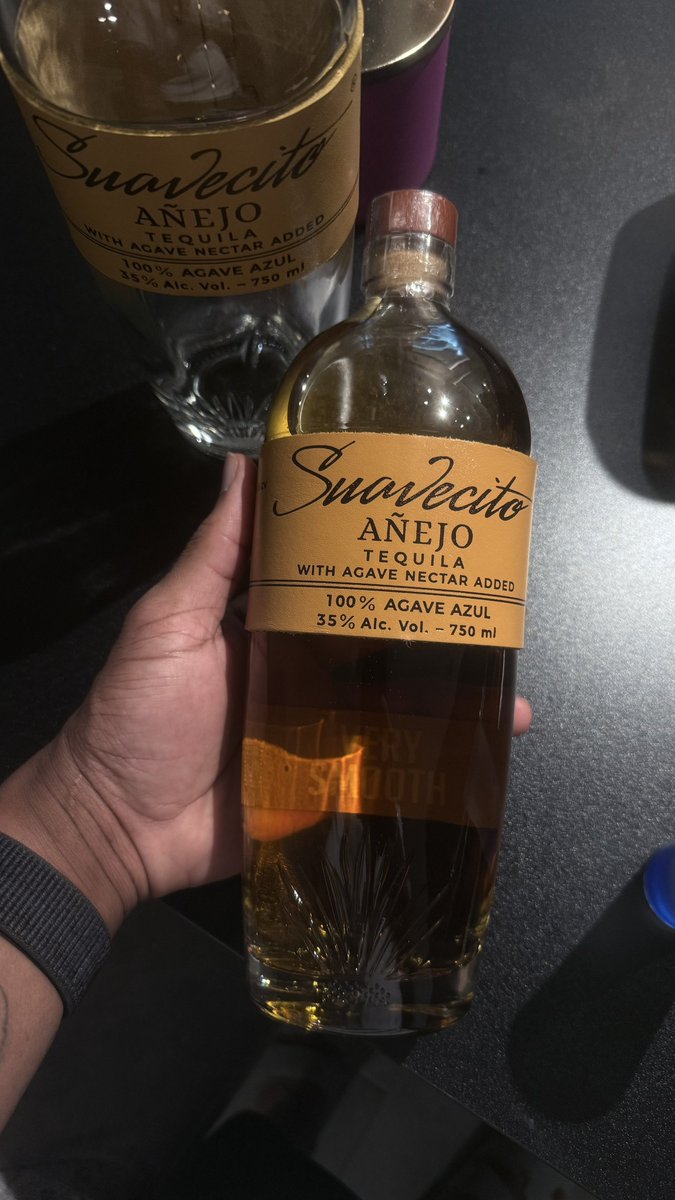 Suavecito
AÑEJO
TEQUILA
WITH AGAVE NECTAR ADDED
100% AGAVE AZUL
35% Alc. Vol. – 750 ml
Suavecito
AÑEJO
TEQUILA
WITH AGAVE NECTAR ADDED
100% AGAVE AZUL
35% Alc. Vol. – 750 ml
VERY
SMOOTH